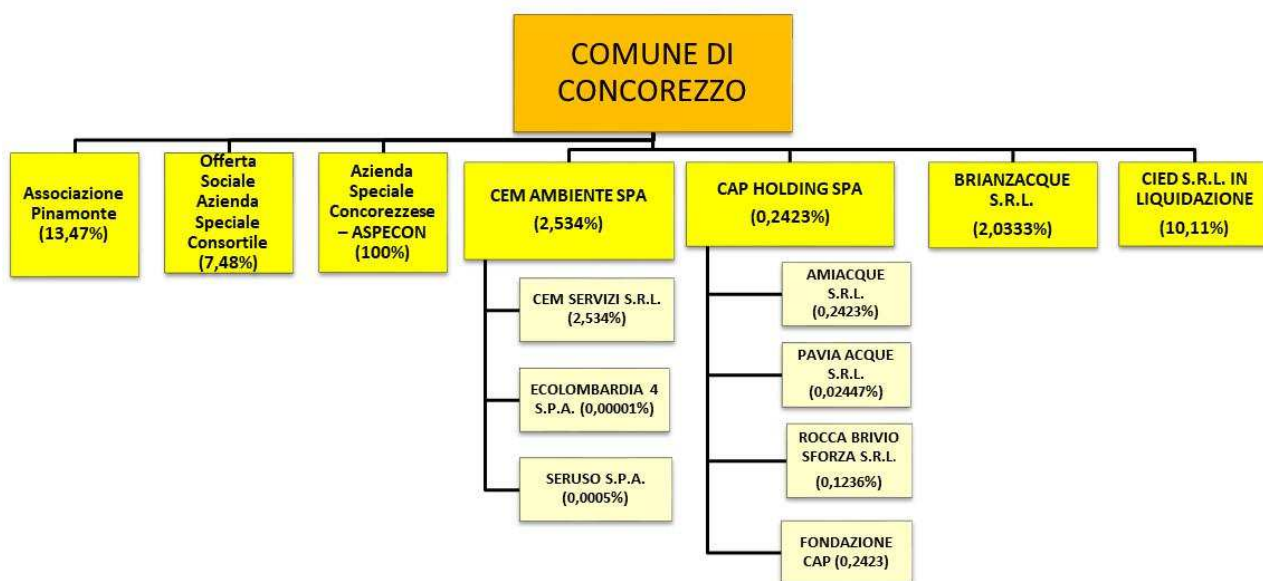 COMUNE DI
CONCOREZZO
Associazione
Pinamonte
(13,47%)
Offerta
Sociale
Azienda
Speciale
Consortile
(7,48%)
Azienda
Speciale
Concorezzese
– ASPECON
(100%)
CEM AMBIENTE SPA
(2,534%)
CAP HOLDING SPA
(0,2423%)
BRIANZACQUE
S.R.L.
(2,0333%)
CIED S.R.L. IN
LIQUIDAZIONE
(10,11%)
CEM SERVIZI S.R.L.
(2,534%)
ECOLOMBARDIA 4
S.P.A. (0,00001%)
SERUSO S.P.A.
(0,0005%)
AMIACQUE
S.R.L.
(0,2423%)
PAVIA ACQUE
S.R.L.
(0,02447%)
ROCCA BRIVIO
SFORZA S.R.L.
(0,1236%)
FONDAZIONE
CAP (0,2423)